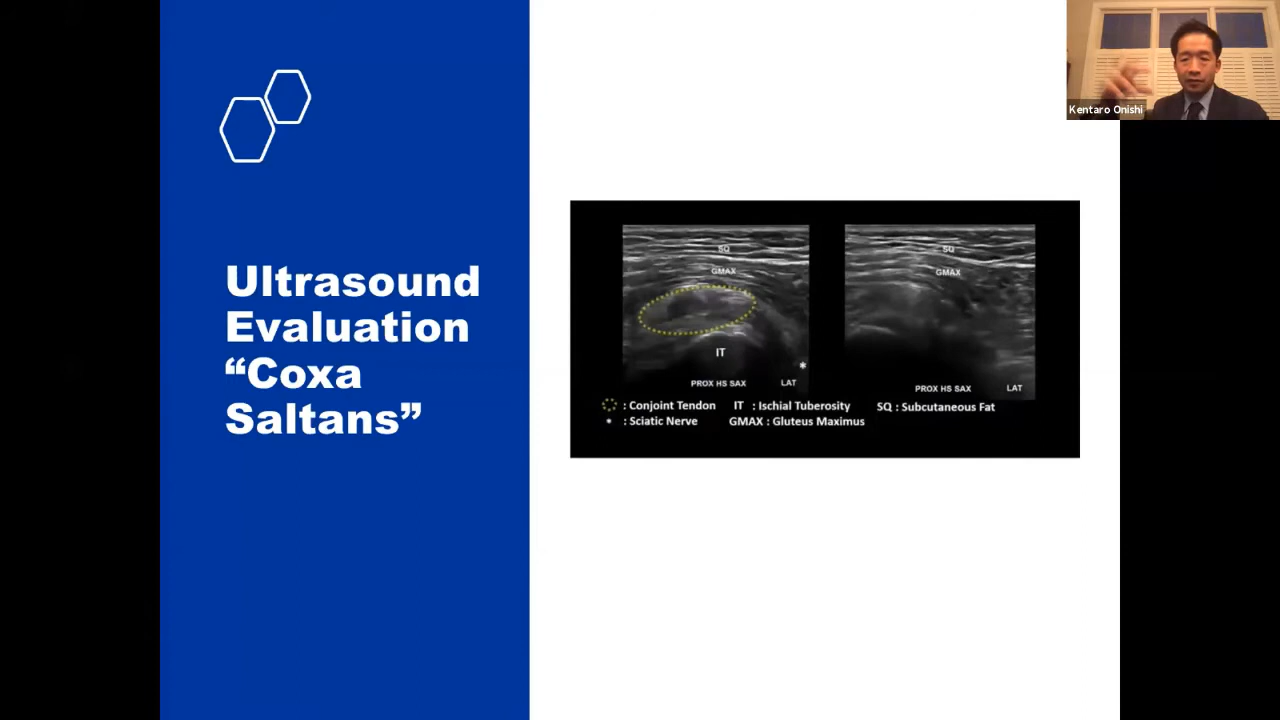 Kentaro Onishi
Ultrasound
Evaluation
“Coxa
Saltans”
SQ
GMAX
IT
*
PROX HS SAX LAT
SQ
GMAX
PROX HS SAX LAT
: Conjoint Tendon IT : Ischial Tuberosity SQ : Subcutaneous Fat
* : Sciatic Nerve GMAX : Gluteus Maximus